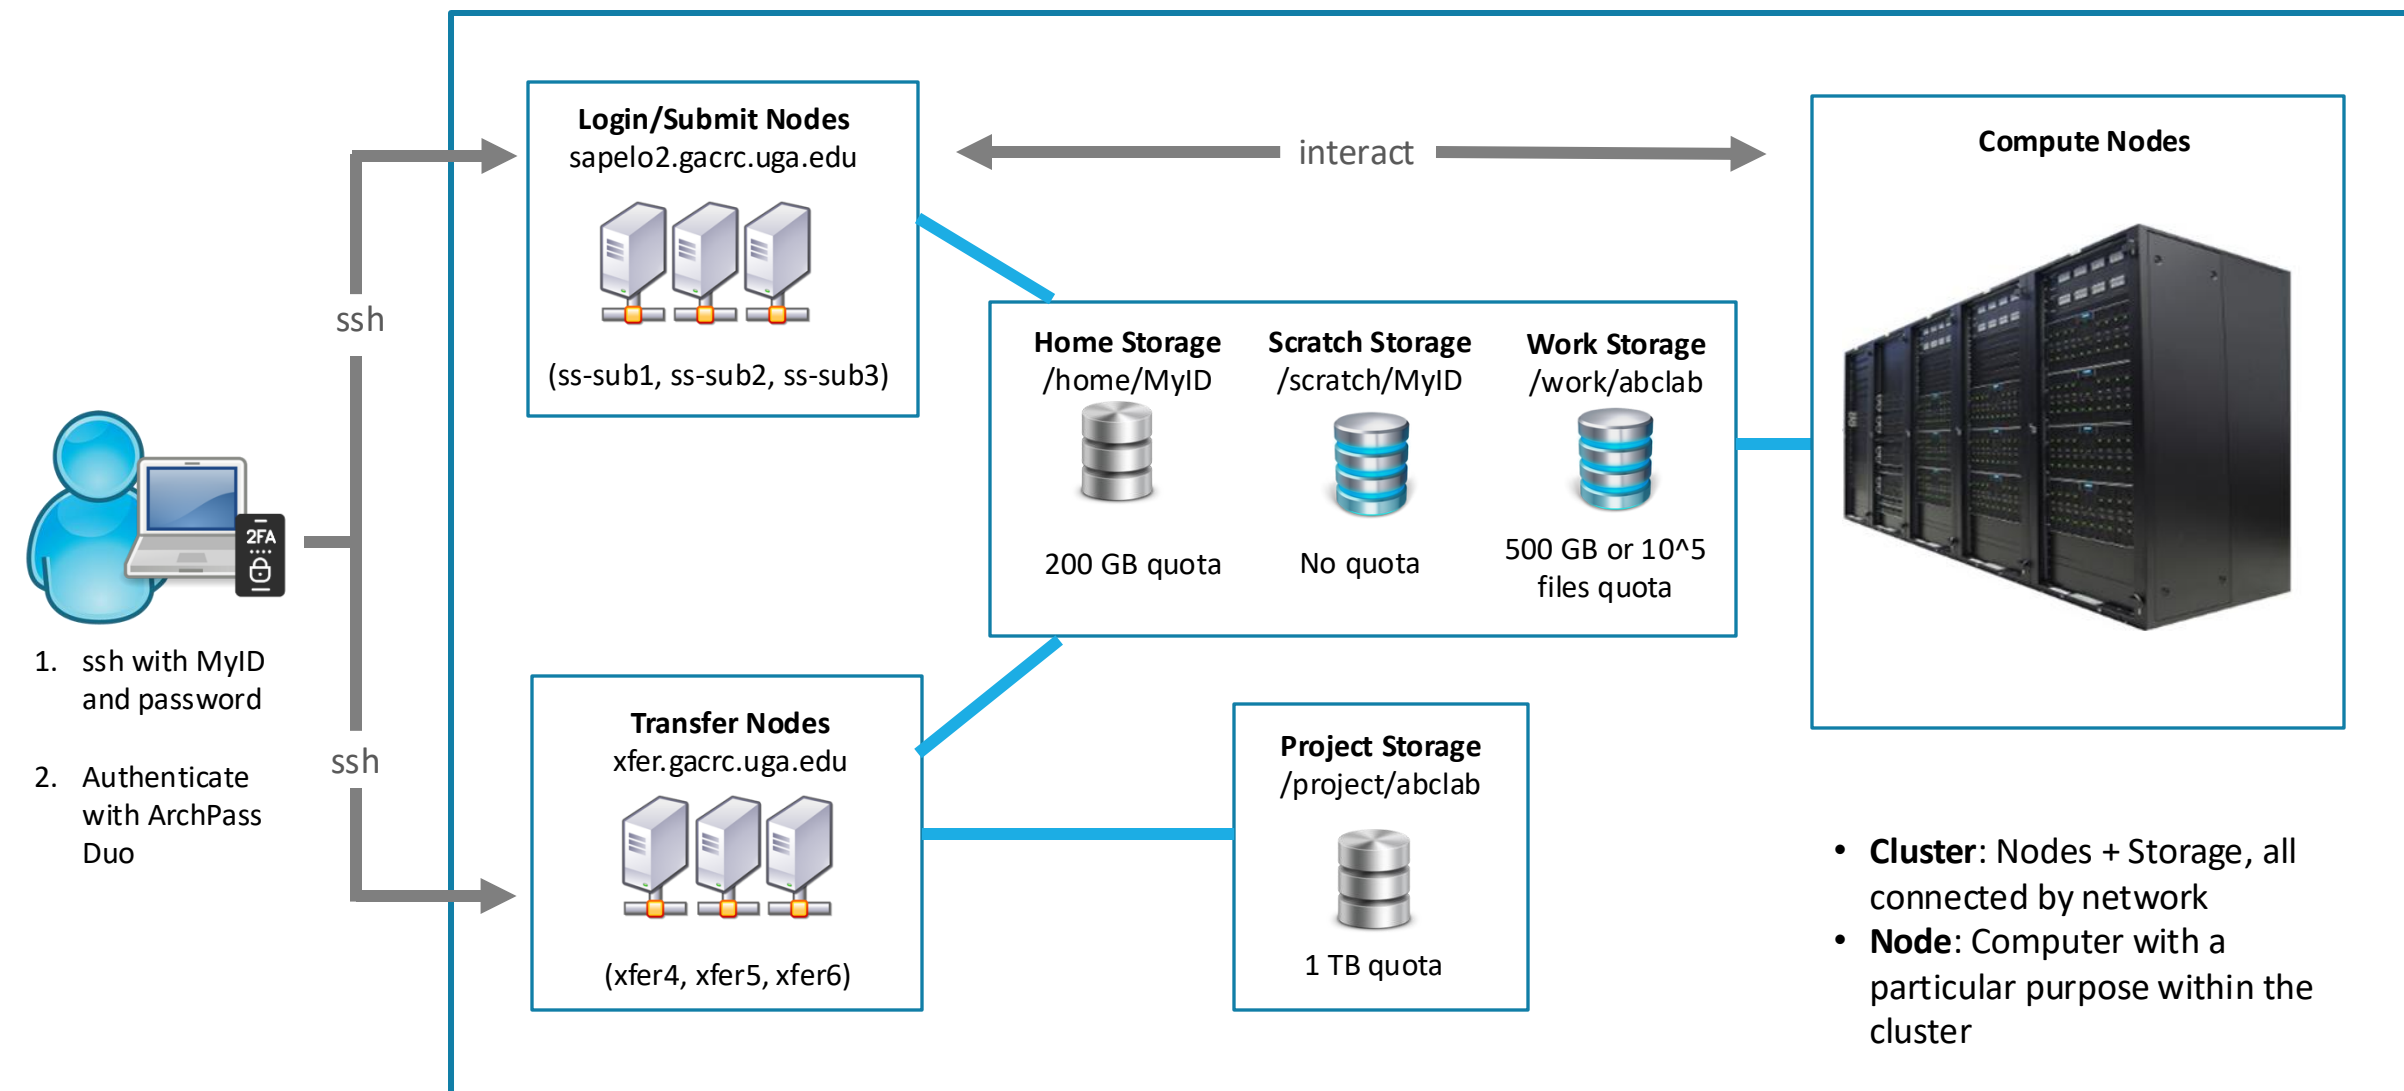 Login/Submit Nodes
sapelo2.gacrc.uga.edu
(ss-sub1, ss-sub2, ss-sub3)
interact
Compute Nodes
ssh
Home Storage
/home/MyID
200 GB quota
Scratch Storage
/scratch/MyID
No quota
Work Storage
/work/abclab
500 GB or 10^5
files quota
2FA
1. ssh with MyID
and password
2. Authenticate
with ArchPass
Duo
ssh
Transfer Nodes
xfer.gacrc.uga.edu
(xfer4, xfer5, xfer6)
Project Storage
/project/abclab
1 TB quota
• Cluster: Nodes + Storage, all
connected by network
• Node: Computer with a
particular purpose within the
cluster